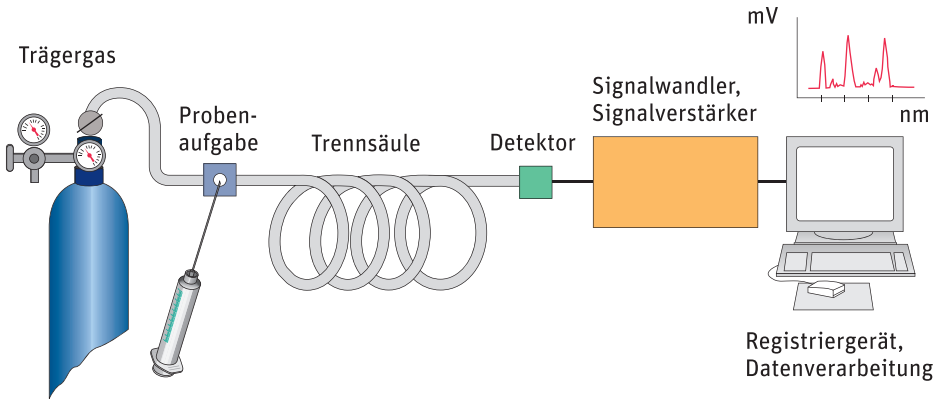 Trägergas
Proben-
aufgabe
Trennsäule
Detektor
Signalwandler,
Signalverstärker
mV
nm
Registriergerät,
Datenverarbeitung